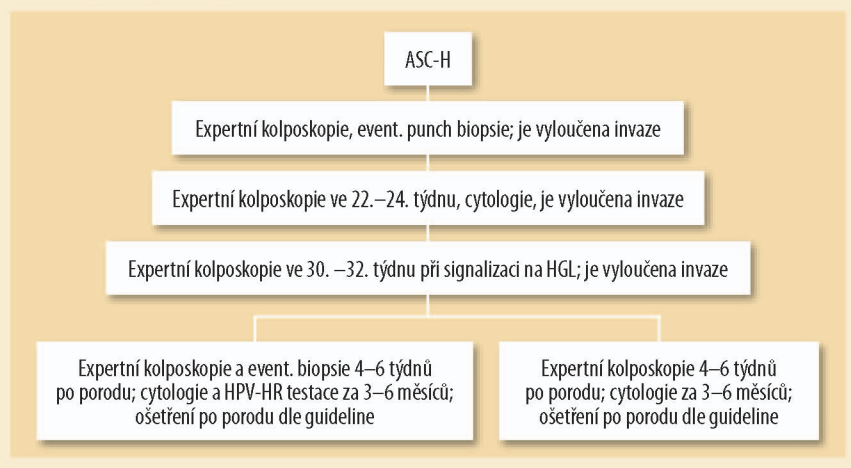 ASC-H
Expertní kolposkopie, event. punch biopsie; je vyloučena invaze
Expertní kolposkopie ve 22.–24. týdnu, cytologie, je vyloučena invaze
Expertní kolposkopie ve 30. –32. týdnu při signalizaci na HGL; je vyloučena invaze
Expertní kolposkopie a event. biopsie 4–6 týdnů
po porodu; cytologie a HPV-HR testace za 3–6 měsíců;
ošetření po porodu dle guideline
Expertní kolposkopie 4–6 týdnů
po porodu; cytologie za 3–6 měsíců;
ošetření po porodu dle guideline